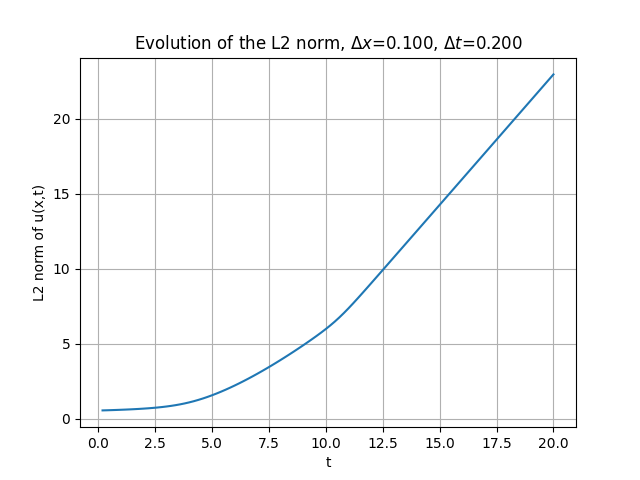 Evolution of the L2 norm, Δx=0.100, Δt=0.200
L2 norm of u(x,t)
20
15
10
5
0
0.0 2.5 5.0 7.5 10.0 12.5 15.0 17.5 20.0
t